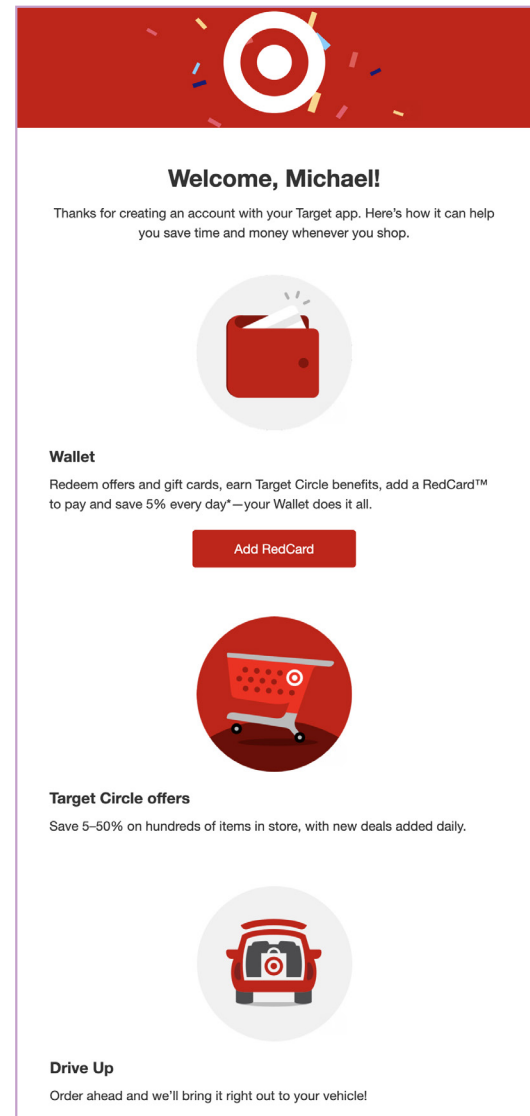 Welcome, Michael!
Thanks for creating an account with your Target app. Here’s how it can help
you save time and money whenever you shop.
Wallet
Redeem offers and gift cards, earn Target Circle benefits, add a RedCard™
to pay and save 5% every day*—your Wallet does it all.
Add RedCard
Target Circle offers
Save 5–50% on hundreds of items in store, with new deals added daily.
Drive Up
Order ahead and we’ll bring it right out to your vehicle!